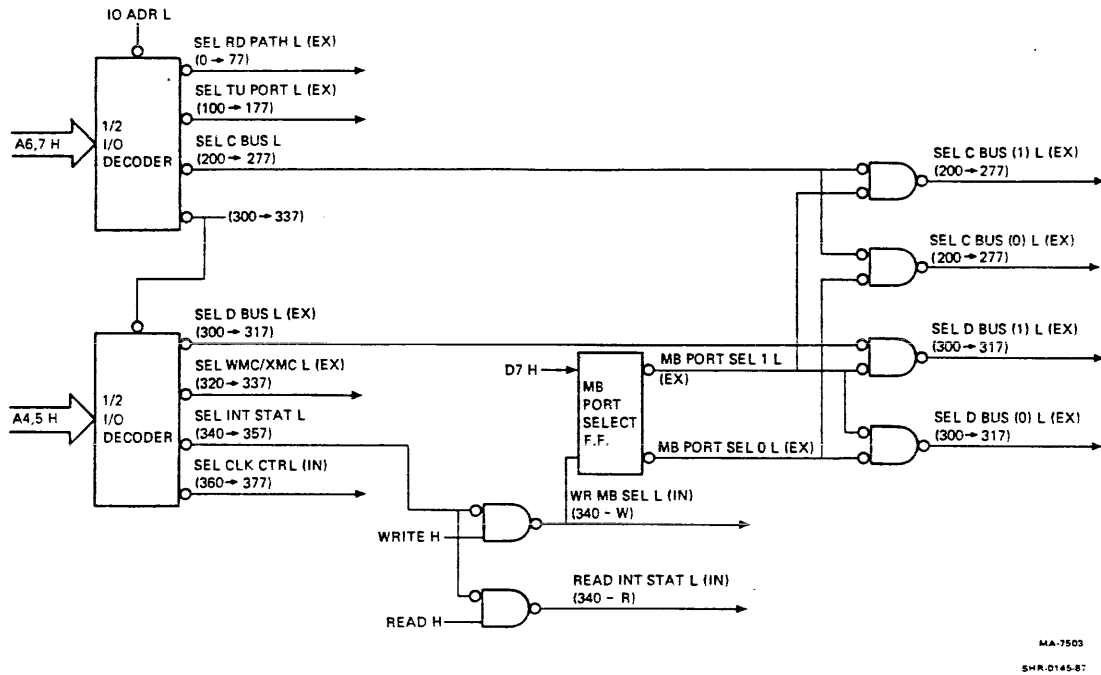 IO ADR L
SEL RD PATH L (EX)
(0→77)
SEL TU PORT L (EX)
(100→177)
A6,7 H
1/2
I/O
DECODER
SEL C BUS L
(200→277)
(300→337)
SEL C BUS (1) L (EX)
(200→277)
SEL C BUS (0) L (EX)
(200→277)
SEL D BUS L (EX)
(300→317)
SEL WMC/XMC L (EX)
(320→337)
A4,5 H
1/2
I/O
DECODER
SEL INT STAT L
(340→357)
SEL CLK CTRL (IN)
(360→377)
D7 H
MB
PORT
SELECT
F.F.
MB PORT SEL 1 L
(EX)
MB PORT SEL 0 L (EX)
SEL D BUS (1) L (EX)
(300→317)
SEL D BUS (0) L (EX)
(300→317)
WRITE H
WR MB SEL L (IN)
(340 - W)
READ H
READ INT STAT L (IN)
(340 - R)
MA-7503
SHR-0145-87